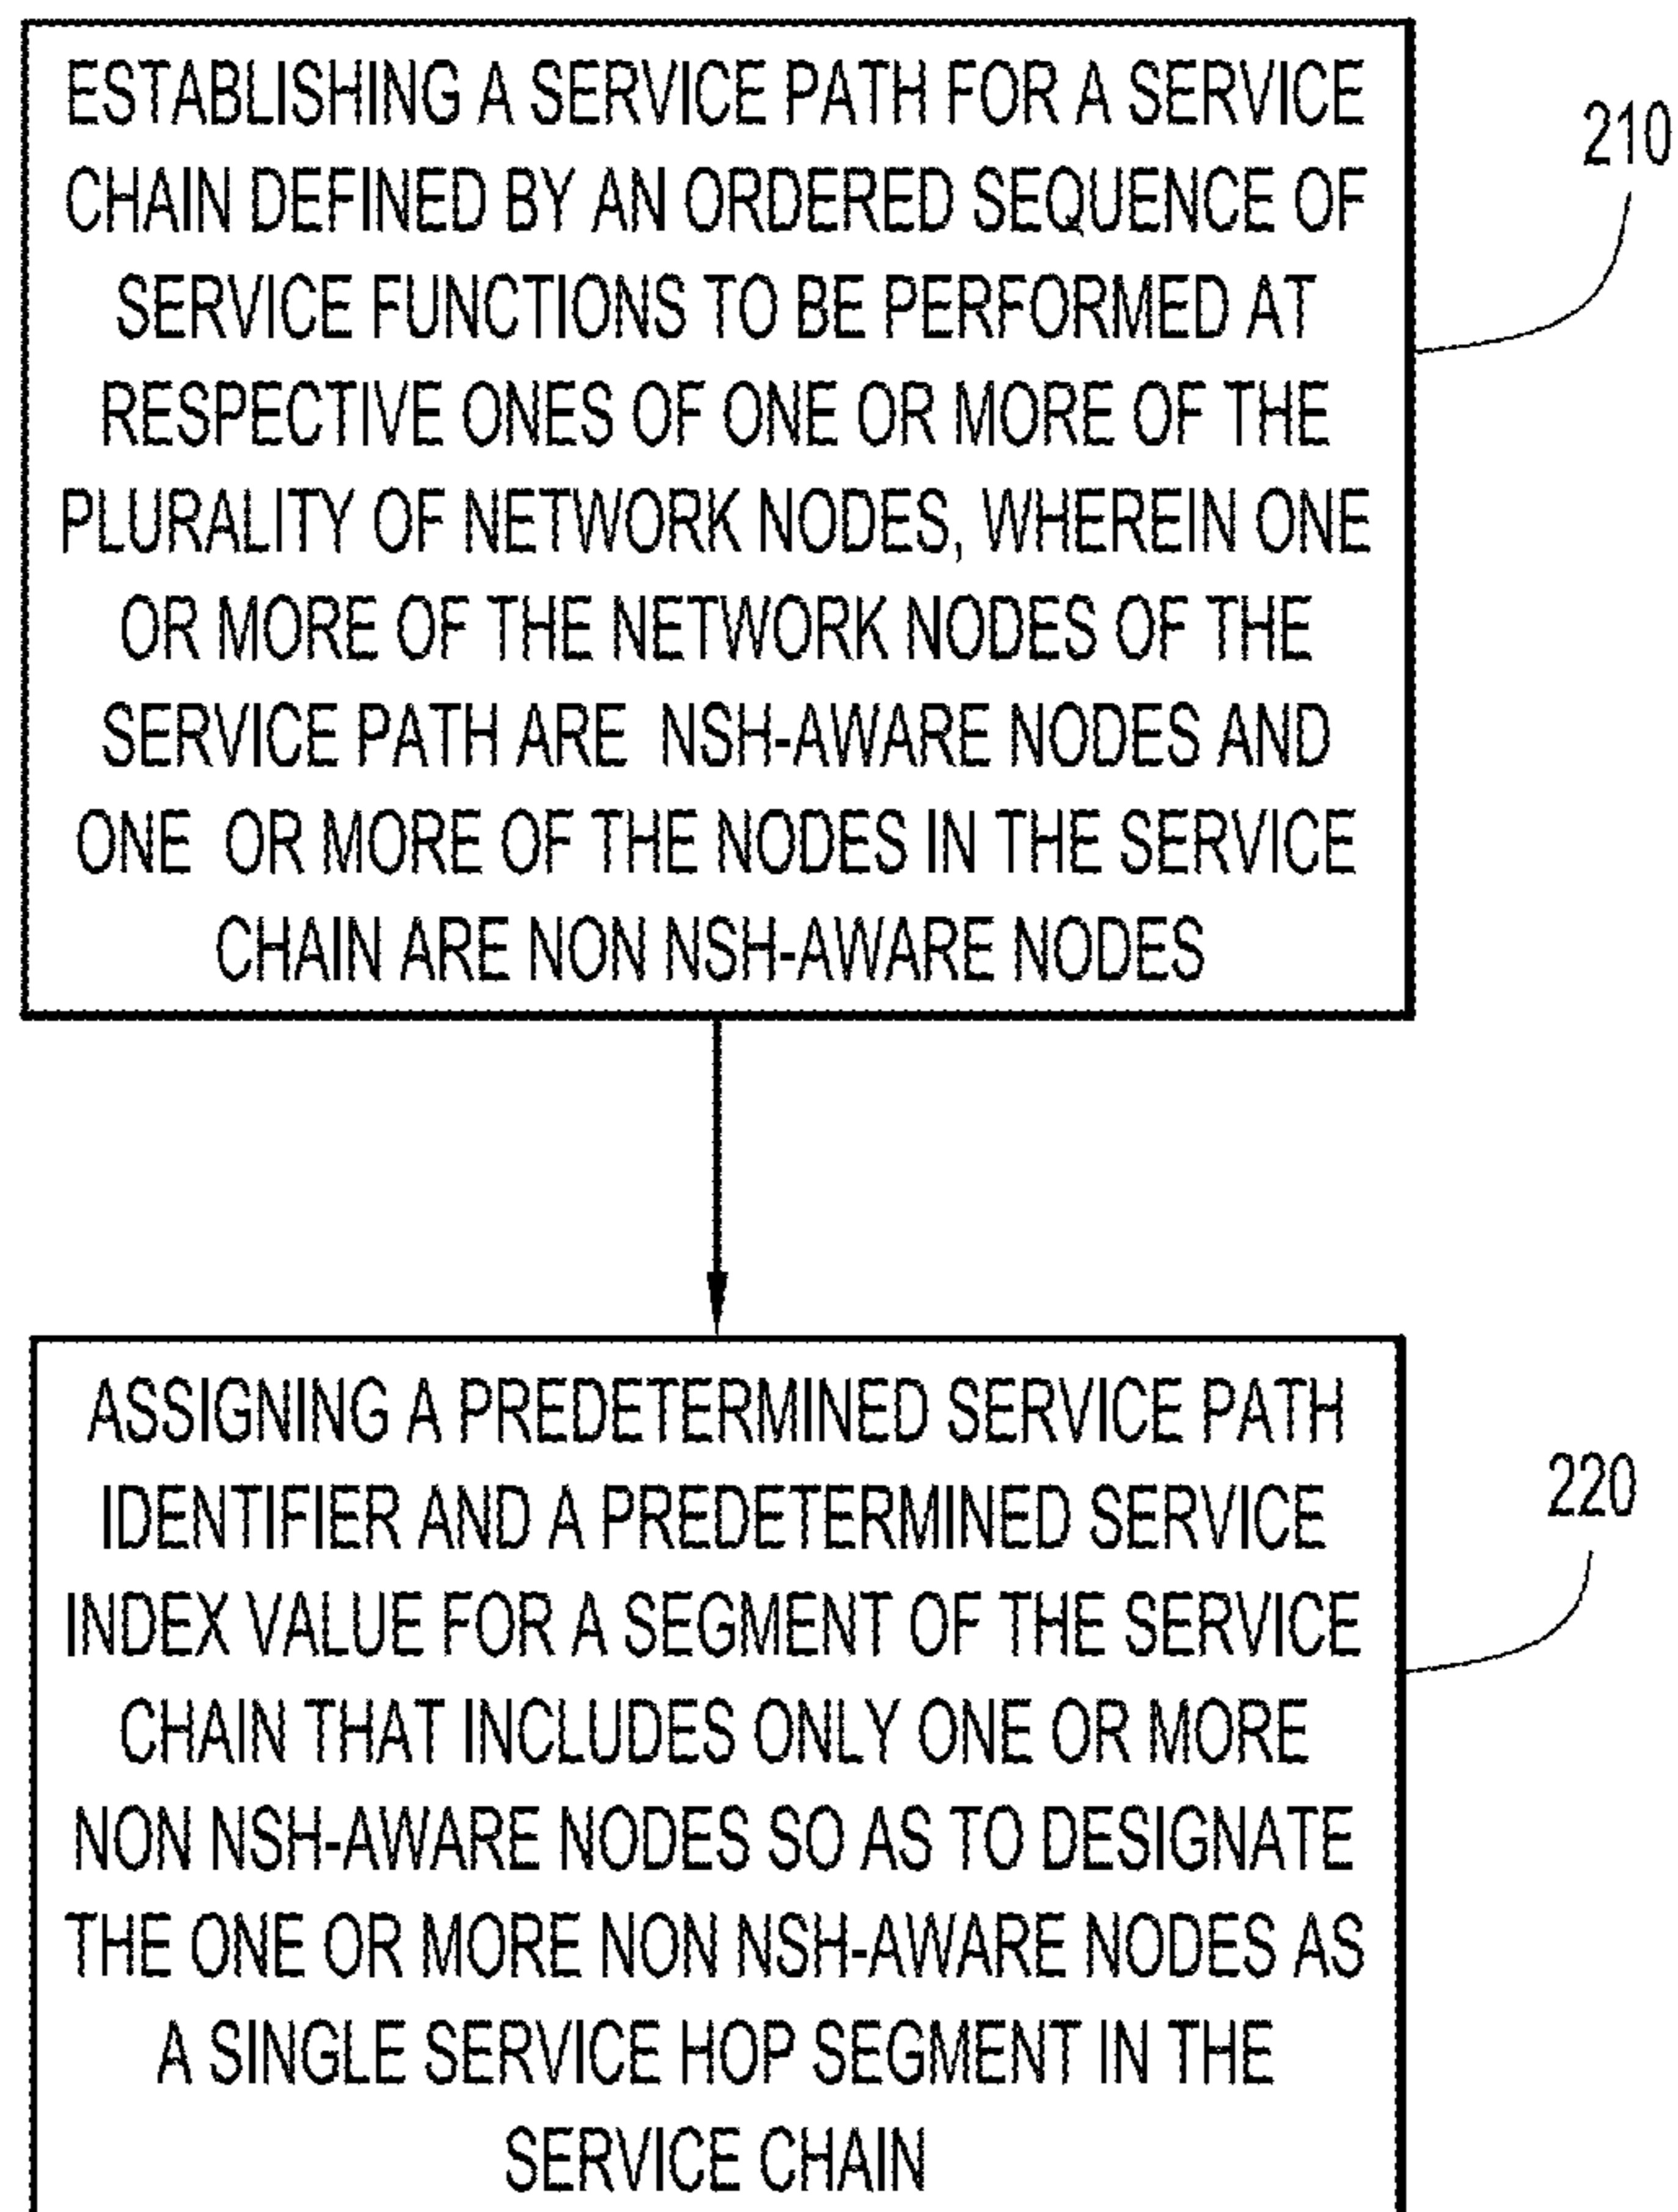 ESTABLISHING A SERVICE PATH FOR A SERVICE
CHAIN DEFINED BY AN ORDERED SEQUENCE OF
SERVICE FUNCTIONS TO BE PERFORMED AT
RESPECTIVE ONES OF ONE OR MORE OF THE
PLURALITY OF NETWORK NODES, WHEREIN ONE
OR MORE OF THE NETWORK NODES OF THE
SERVICE PATH ARE NSH-AWARE NODES AND
ONE OR MORE OF THE NODES IN THE SERVICE
CHAIN ARE NON NSH-AWARE NODES
210
ASSIGNING A PREDETERMINED SERVICE PATH
IDENTIFIER AND A PREDETERMINED SERVICE
INDEX VALUE FOR A SEGMENT OF THE SERVICE
CHAIN THAT INCLUDES ONLY ONE OR MORE
NON NSH-AWARE NODES SO AS TO DESIGNATE
THE ONE OR MORE NON NSH-AWARE NODES AS
A SINGLE SERVICE HOP SEGMENT IN THE
SERVICE CHAIN
220